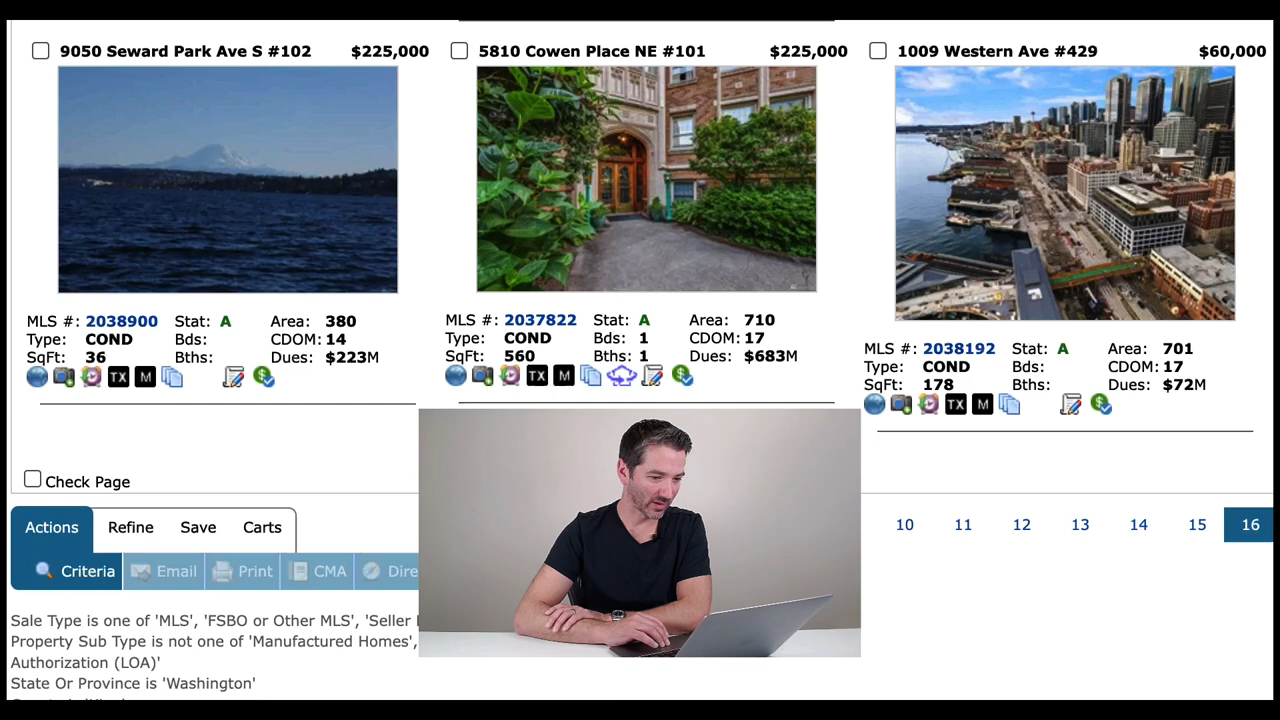 9050 Seward Park Ave S #102 $225,000
MLS #: 2038900 Stat: A Area: 380
Type: COND Bds: CDOM: 14
SqFt: 36 Bths: Dues: $223M
TX M
5810 Cowen Place NE #101 $225,000
MLS #: 2037822 Stat: A Area: 710
Type: COND Bds: 1 CDOM: 17
SqFt: 560 Bths: 1 Dues: $683M
TX M
1009 Western Ave #429 $60,000
MLS #: 2038192 Stat: A Area: 701
Type: COND Bds: CDOM: 17
SqFt: 178 Bths: Dues: $72M
TX M
Check Page
Actions Refine Save Carts
10 11 12 13 14 15 16
Criteria Email Print CMA Dire
Sale Type is one of 'MLS', 'FSBO or Other MLS', 'Seller
Property Sub Type is not one of 'Manufactured Homes',
Authorization (LOA)'
State Or Province is 'Washington'